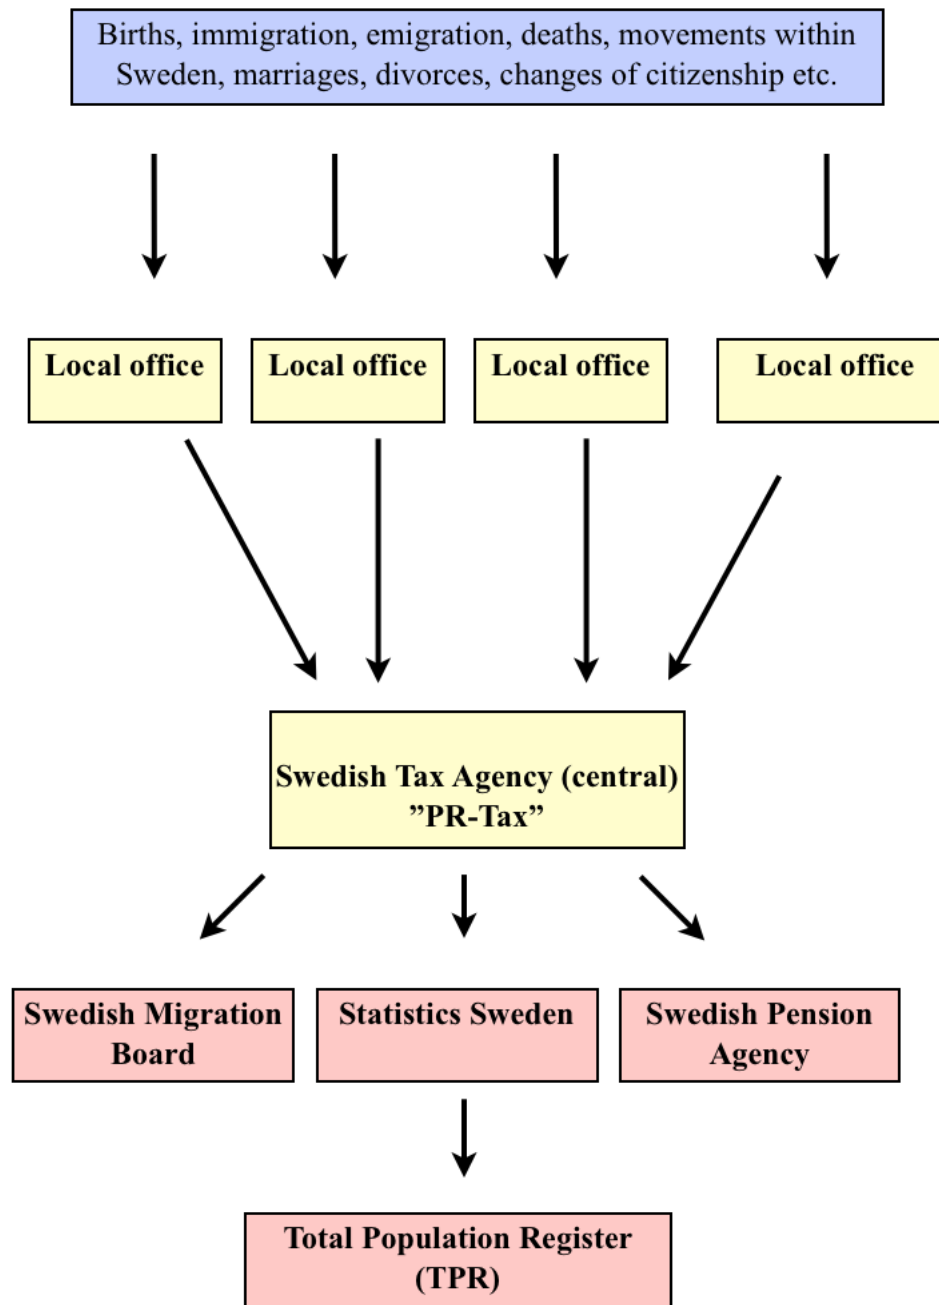 Births, immigration, emigration, deaths, movements within
Sweden, marriages, divorces, changes of citizenship etc.
Local office
Local office
Local office
Local office
Swedish Tax Agency (central)
”PR-Tax”
Swedish Migration
Board
Statistics Sweden
Swedish Pension
Agency
Total Population Register
(TPR)